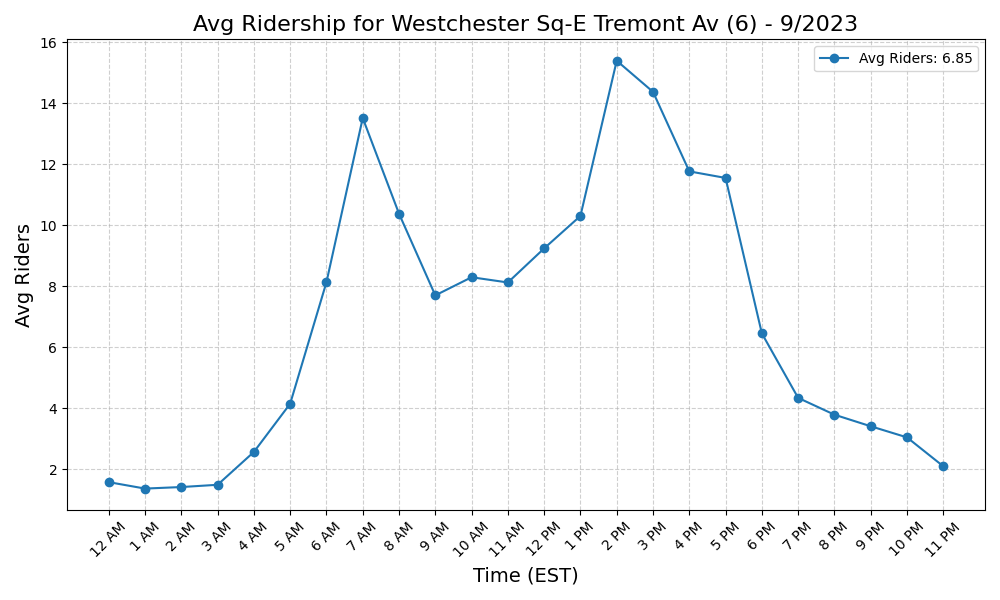 Avg Ridership for Westchester Sq-E Tremont Av (6) - 9/2023
Avg Riders: 6.85
Avg Riders
16
14
12
10
8
6
4
2
12 AM
1 AM
2 AM
3 AM
4 AM
5 AM
6 AM
7 AM
8 AM
9 AM
10 AM
11 AM
12 PM
1 PM
2 PM
3 PM
4 PM
5 PM
6 PM
7 PM
8 PM
9 PM
10 PM
11 PM
Time (EST)